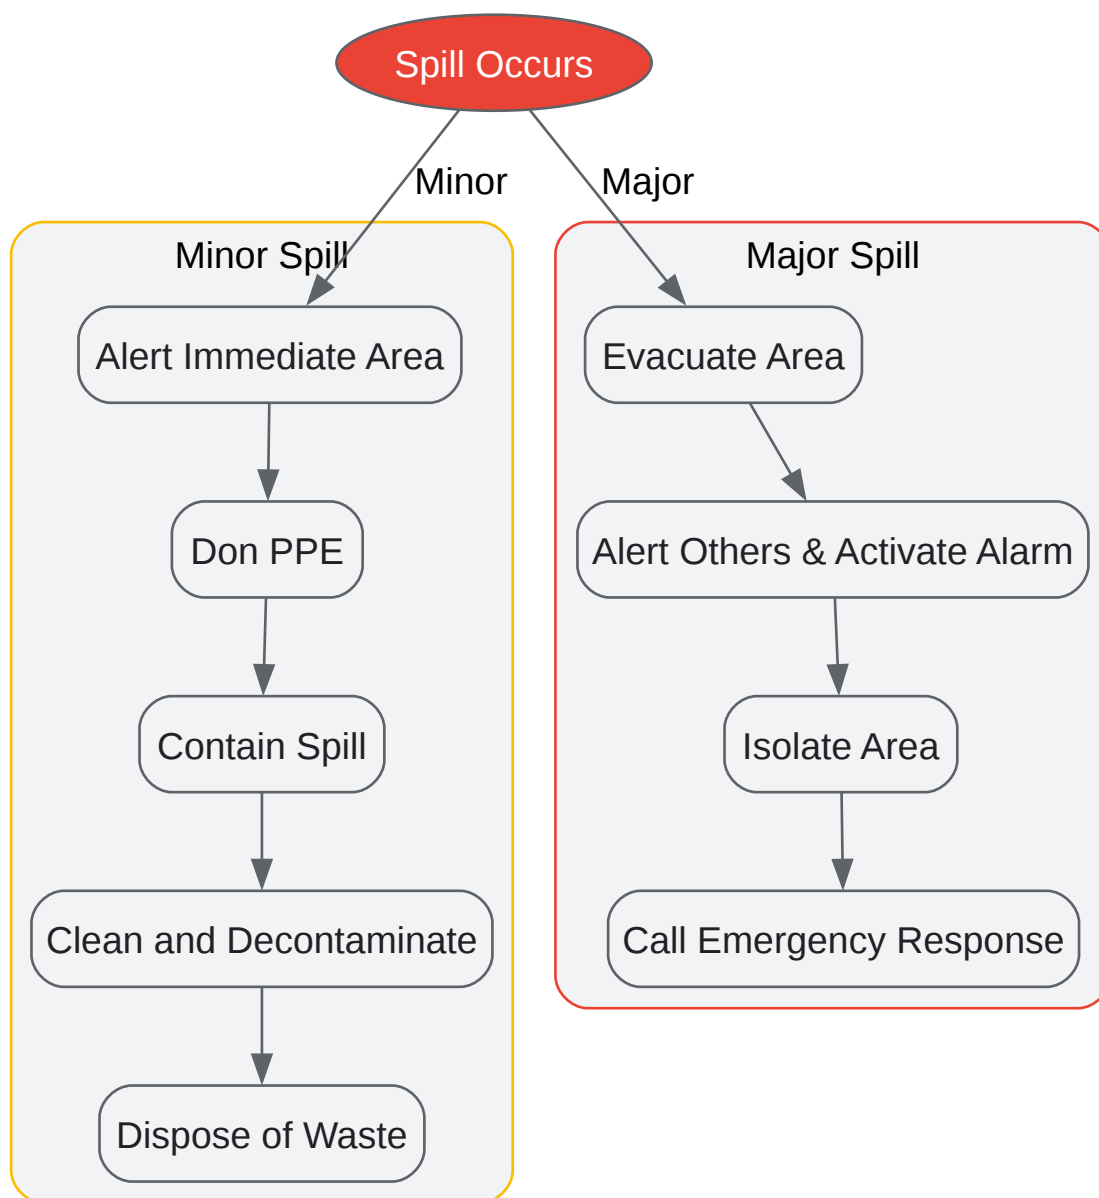 Spill Occurs
Minor
Major
Minor Spill
Alert Immediate Area
Don PPE
Contain Spill
Clean and Decontaminate
Dispose of Waste
Major Spill
Evacuate Area
Alert Others & Activate Alarm
Isolate Area
Call Emergency Response